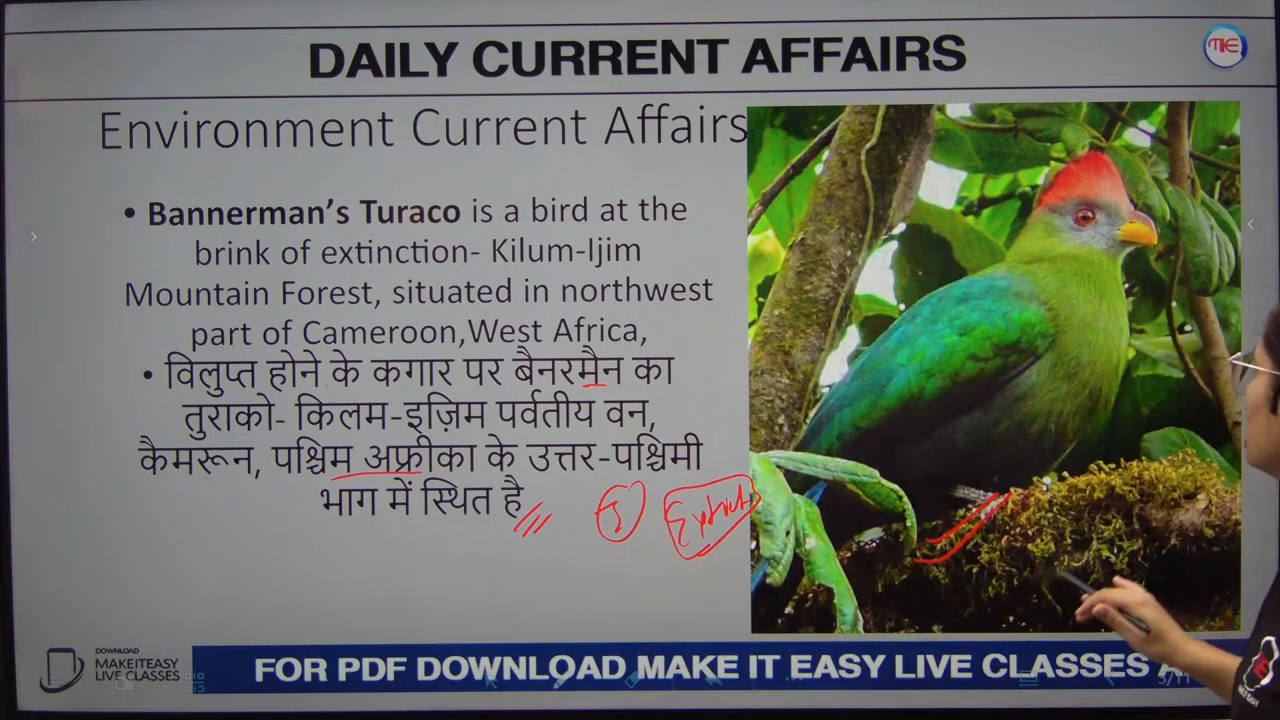 DAILY CURRENT AFFAIRS
Environment Current Affairs
• Bannerman’s Turaco is a bird at the
brink of extinction- Kilum-Ijim
Mountain Forest, situated in northwest
part of Cameroon,West Africa,
• विलुप्त होने के कगार पर बैनरमैन का
तुराको- किलम-इज़िम पर्वतीय वन,
कैमरून, पश्चिम अफ्रीका के उत्तर-पश्चिमी
भाग में स्थित है
DOWNLOAD
MAKEITEASY
LIVE CLASSES
FOR PDF DOWNLOAD MAKE IT EASY LIVE CLASSES